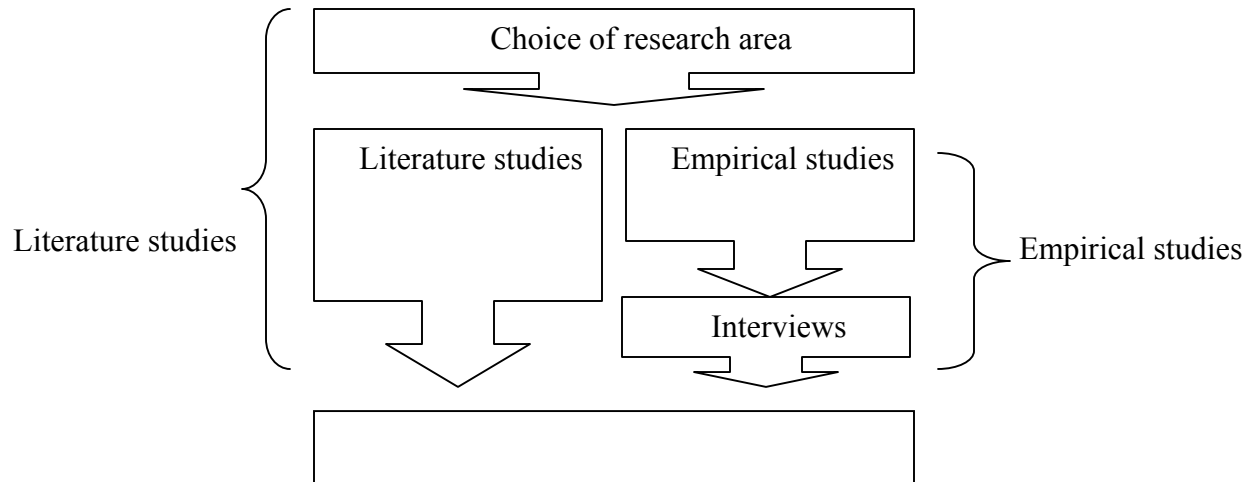 Choice of research area
Literature studies
Empirical studies
Literature studies
Empirical studies
Interviews